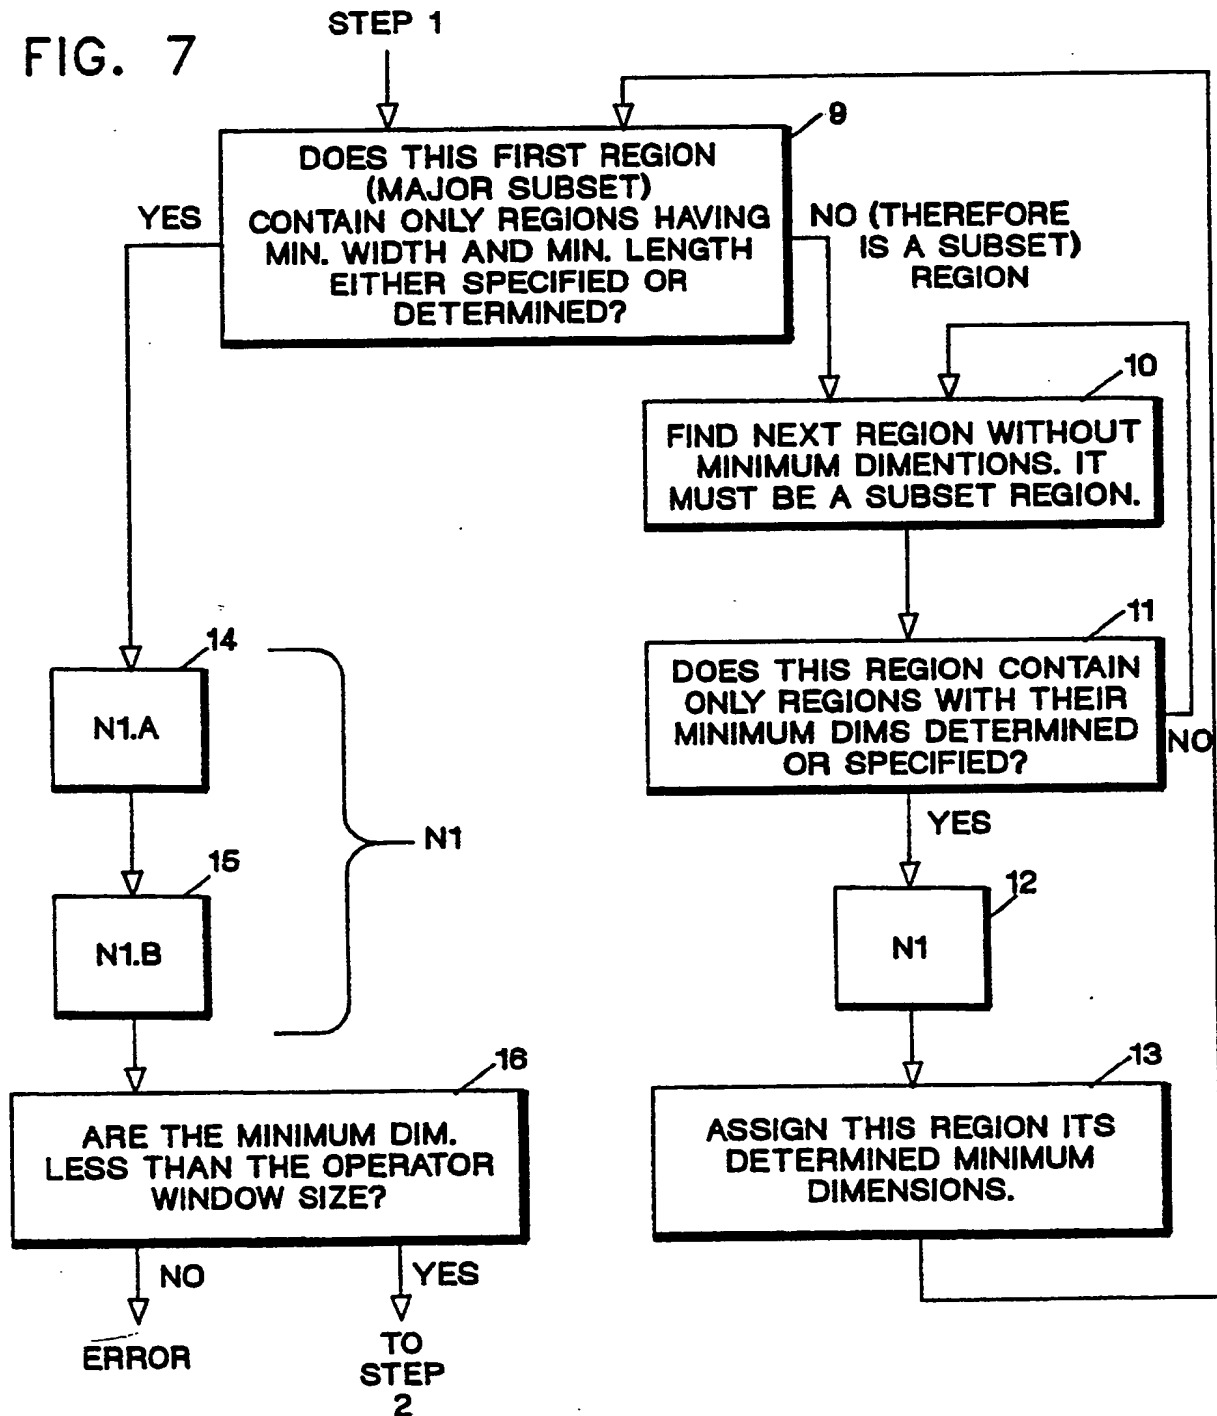 FIG. 7
STEP 1
9
DOES THIS FIRST REGION
(MAJOR SUBSET)
CONTAIN ONLY REGIONS HAVING
MIN. WIDTH AND MIN. LENGTH
EITHER SPECIFIED OR
DETERMINED?
YES
NO (THEREFORE
IS A SUBSET)
REGION
10
FIND NEXT REGION WITHOUT
MINIMUM DIMENTIONS. IT
MUST BE A SUBSET REGION.
11
DOES THIS REGION CONTAIN
ONLY REGIONS WITH THEIR
MINIMUM DIMS DETERMINED
OR SPECIFIED?
NO
YES
12
N1
13
ASSIGN THIS REGION ITS
DETERMINED MINIMUM
DIMENSIONS.
14
N1.A
15
N1.B
N1
16
ARE THE MINIMUM DIM.
LESS THAN THE OPERATOR
WINDOW SIZE?
NO
YES
ERROR
TO
STEP
2